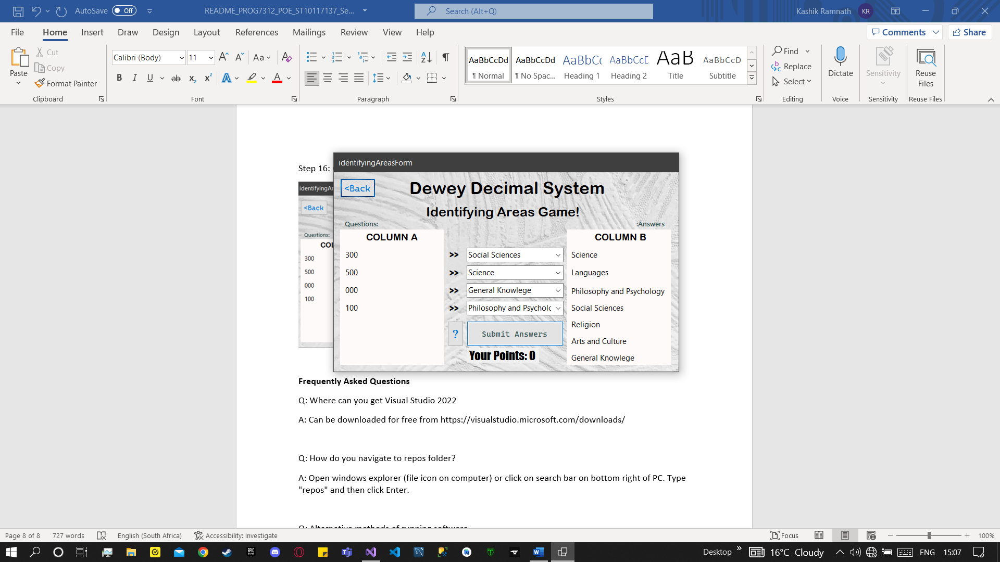 AutoSave Off
README_PROG7312_POE_ST10117137_Se...
Search (Alt+Q)
Kashik Ramnath KR
File Home Insert Draw Design Layout References Mailings Review View Help
Comments Share
Paste
Cut
Copy
Format Painter
Clipboard
Calibri (Body) 11
Font
Paragraph
AaBbCcDd AaBbCcDd AaBbCc AaBbCcD AaB AaBbCcD
¶ Normal ¶ No Spac... Heading 1 Heading 2 Title Subtitle
Styles
Find
Replace
Select
Editing
Dictate
Voice
Sensitivity
Sensitivity
Reuse
Files
Reuse Files
Step 16:
identifyingAr
<Back
Questions:
COL
300
500
000
100
identifyingAreasForm
<Back
Dewey Decimal System
Identifying Areas Game!
Questions:
:Answers
COLUMN A
COLUMN B
300 >> Social Sciences
500 >> Science
000 >> General Knowlege
100 >> Philosophy and Psycholo
Science
Languages
Philosophy and Psychology
Social Sciences
Religion
Arts and Culture
General Knowlege
? Submit Answers
Your Points: 0
Frequently Asked Questions
Q: Where can you get Visual Studio 2022
A: Can be downloaded for free from https://visualstudio.microsoft.com/downloads/
Q: How do you navigate to repos folder?
A: Open windows explorer (file icon on computer) or click on search bar on bottom right of PC. Type
"repos" and then click Enter.
Q: Alternative methods of running software
Page 8 of 8 727 words English (South Africa) Accessibility: Investigate
Focus 100%
Desktop 16°C Cloudy ENG 15:07